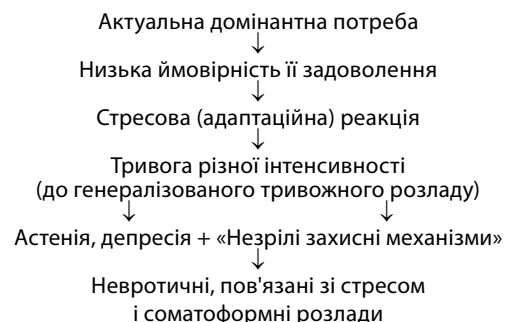 Актуальна домінантна потреба
↓
Низька ймовірність її задоволення
↓
Стресова (адаптаційна) реакція
↓
Тривога різної інтенсивності
(до генералізованого тривожного розладу)
↓ ↓
Астенія, депресія + «Незрілі захисні механізми»
↓
Невротичні, пов'язані зі стресом
і соматоформні розлади